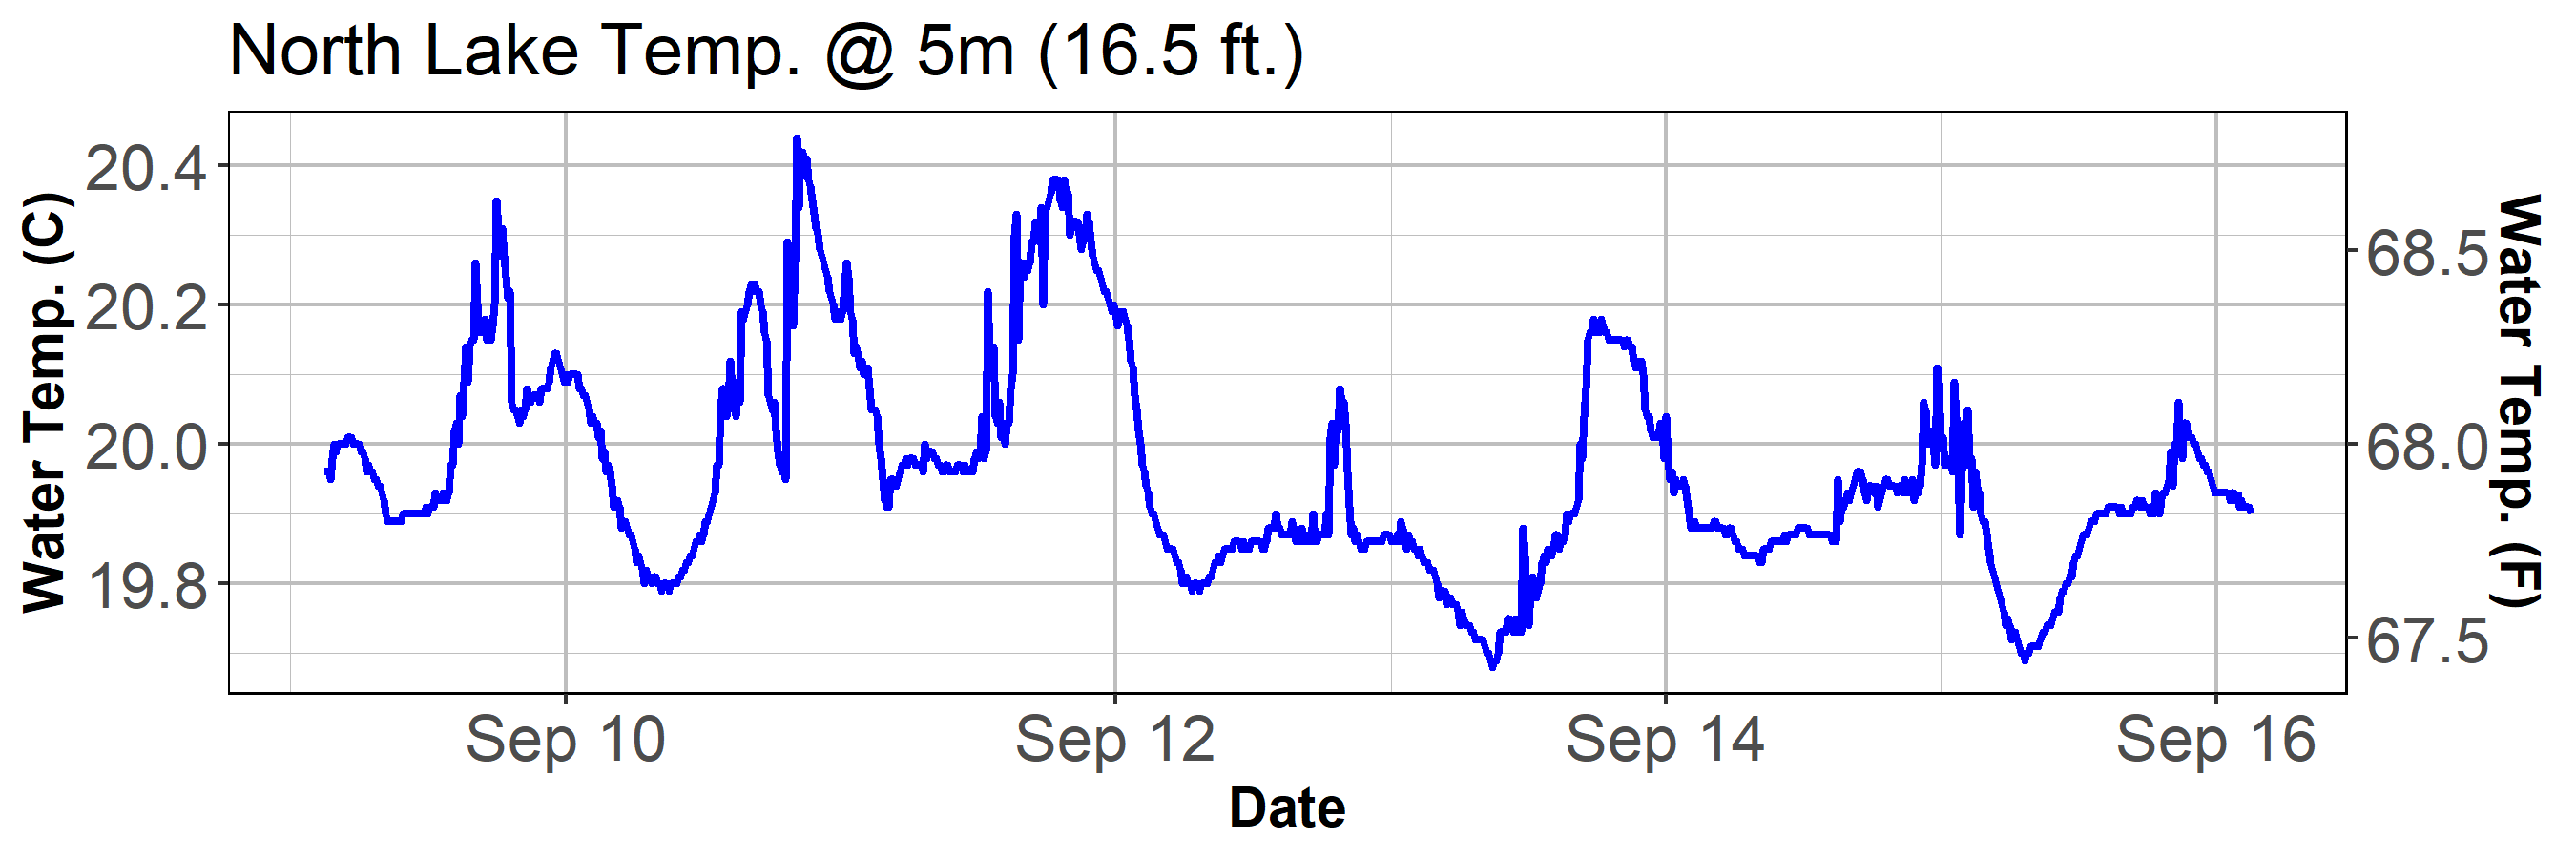 North Lake Temp. @ 5m (16.5 ft.)
Water Temp. (C)
20.4
20.2
20.0
19.8
68.5
68.0
67.5
Water Temp. (F)
Sep 10
Sep 12
Sep 14
Sep 16
Date